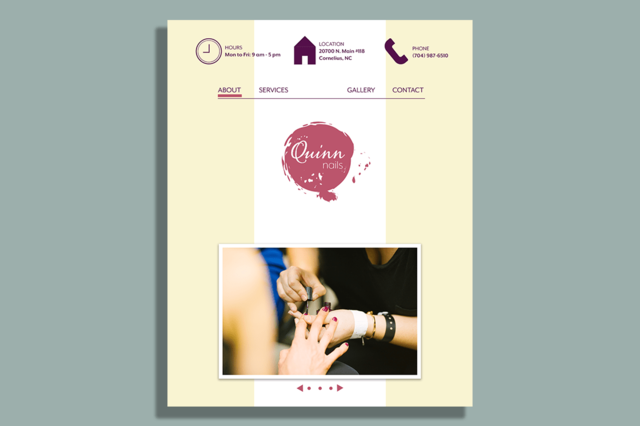 HOURS
Mon to Fri: 9 am - 5 pm
LOCATION
20700 N. Main #118
Cornelius, NC
PHONE
(704) 987-6510
ABOUT SERVICES GALLERY CONTACT
Quinn
nails